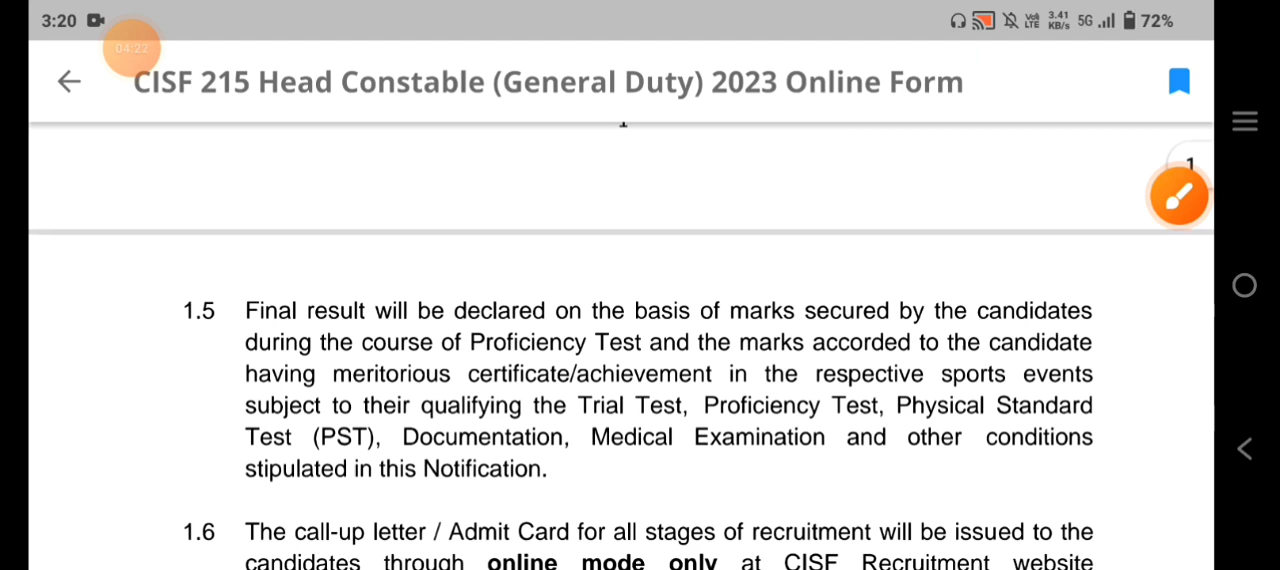 3:20 VoB LTE 3.41 KB/s 5G 72%
04:22
CISF 215 Head Constable (General Duty) 2023 Online Form
1
1.5 Final result will be declared on the basis of marks secured by the candidates
during the course of Proficiency Test and the marks accorded to the candidate
having meritorious certificate/achievement in the respective sports events
subject to their qualifying the Trial Test, Proficiency Test, Physical Standard
Test (PST), Documentation, Medical Examination and other conditions
stipulated in this Notification.
1.6 The call-up letter / Admit Card for all stages of recruitment will be issued to the
candidates through online mode only at CISF Recruitment website